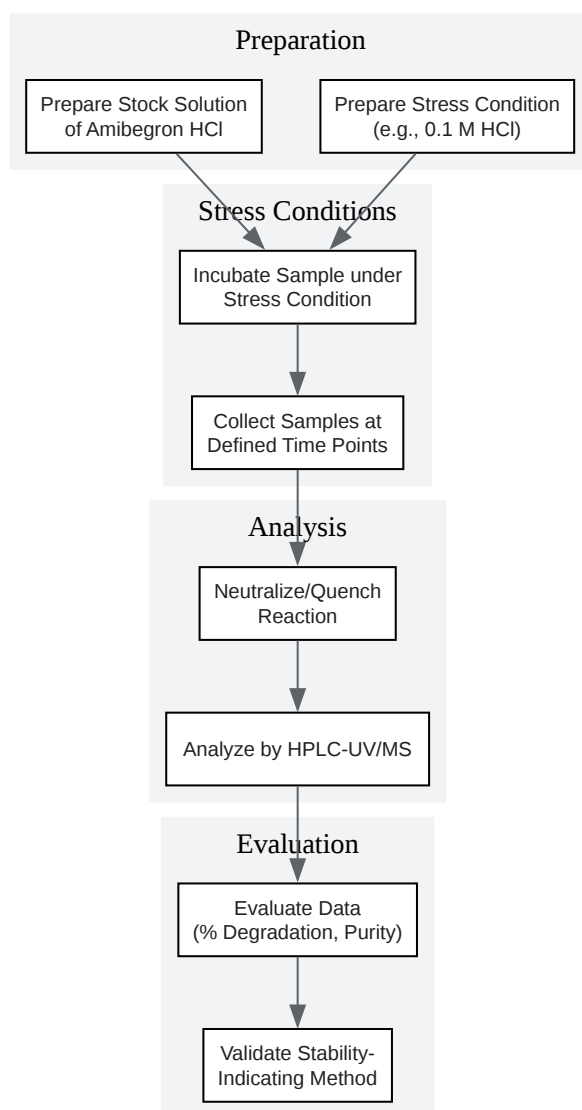 Preparation
Prepare Stock Solution
of Amibegron HCl
Prepare Stress Condition
(e.g., 0.1 M HCl)
Stress Conditions
Incubate Sample under
Stress Condition
Collect Samples at
Defined Time Points
Analysis
Neutralize/Quench
Reaction
Analyze by HPLC-UV/MS
Evaluation
Evaluate Data
(% Degradation, Purity)
Validate Stability-
Indicating Method